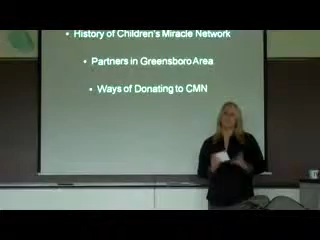 • History of Children's Miracle Network
• Partners in Greensboro Area
• Ways of Donating to CMN